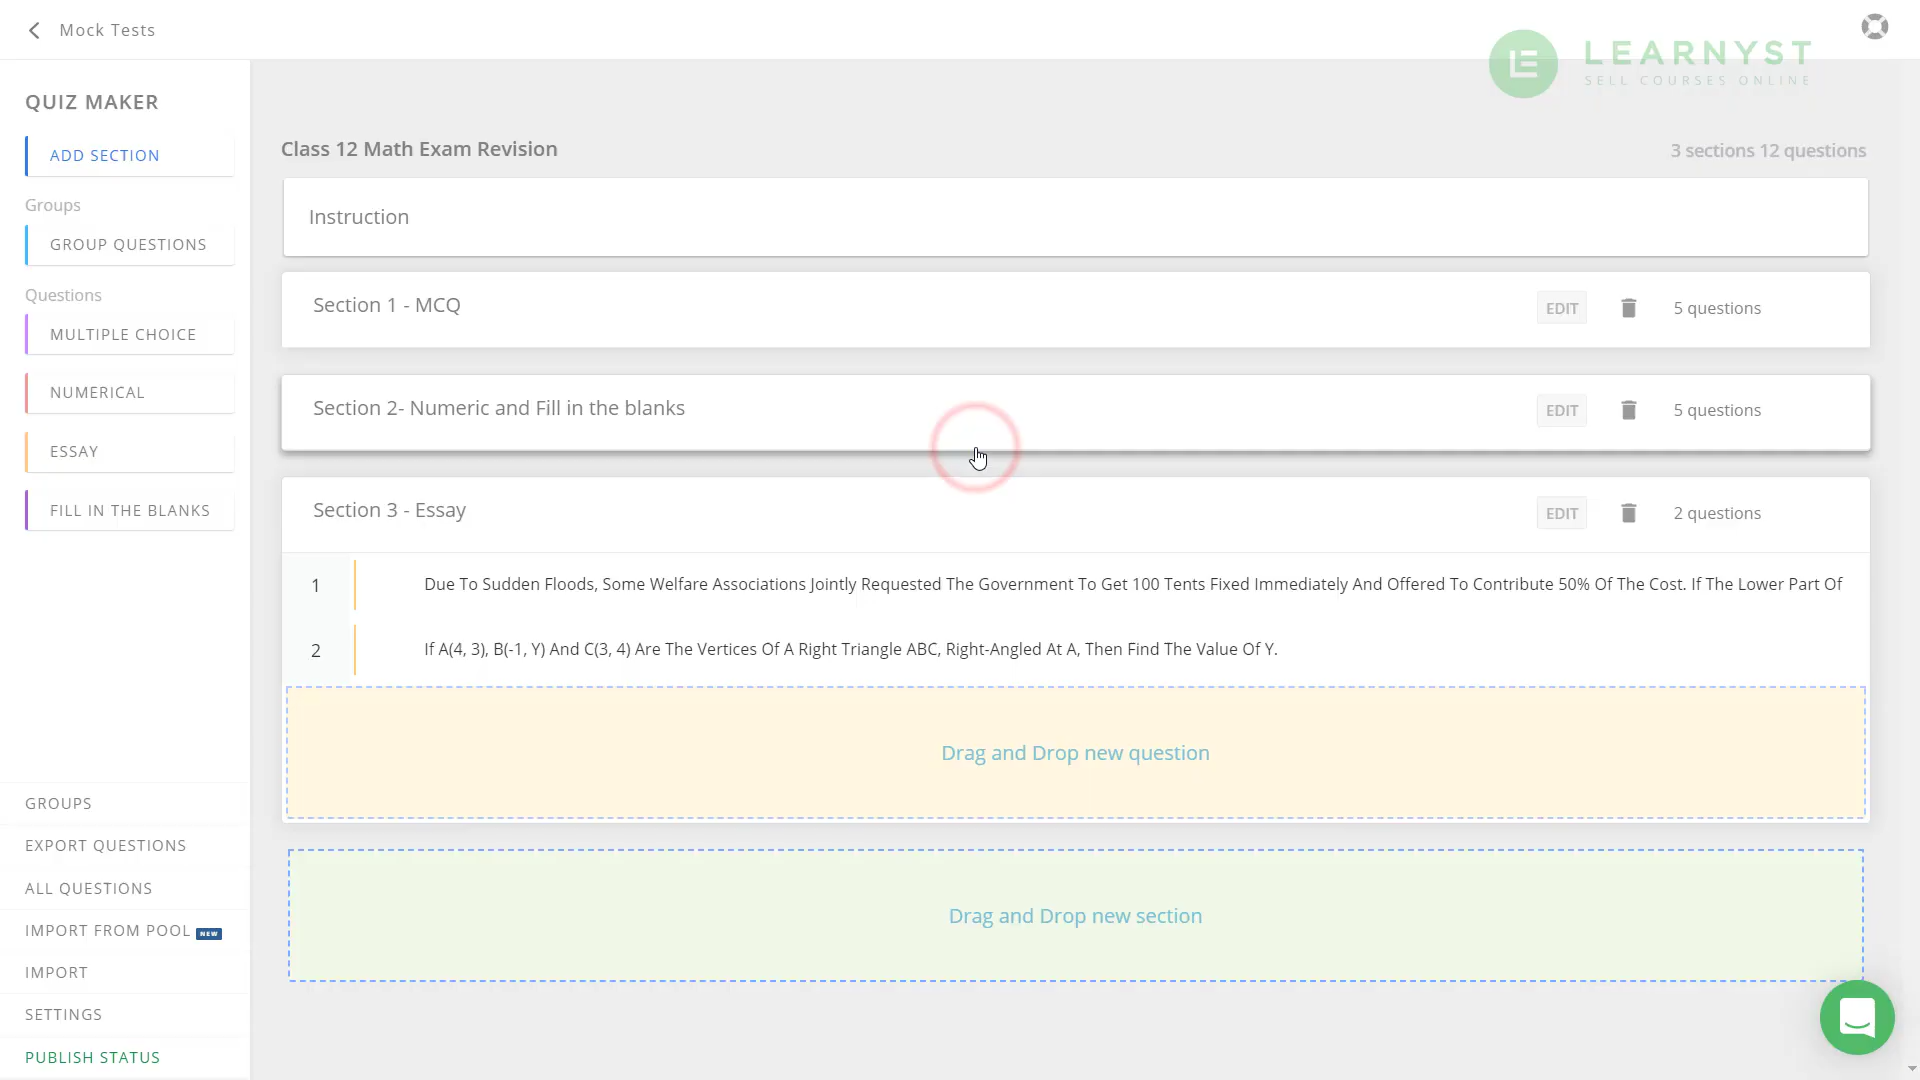 Mock Tests
LEARNYST
SELL COURSES ONLINE
QUIZ MAKER
ADD SECTION
Groups
GROUP QUESTIONS
Questions
MULTIPLE CHOICE
NUMERICAL
ESSAY
FILL IN THE BLANKS
GROUPS
EXPORT QUESTIONS
ALL QUESTIONS
IMPORT FROM POOL NEW
IMPORT
SETTINGS
PUBLISH STATUS
Class 12 Math Exam Revision
3 sections 12 questions
Instruction
Section 1 - MCQ EDIT 5 questions
Section 2- Numeric and Fill in the blanks EDIT 5 questions
Section 3 - Essay EDIT 2 questions
1 Due To Sudden Floods, Some Welfare Associations Jointly Requested The Government To Get 100 Tents Fixed Immediately And Offered To Contribute 50% Of The Cost. If The Lower Part Of
2 If A(4, 3), B(-1, Y) And C(3, 4) Are The Vertices Of A Right Triangle ABC, Right-Angled At A, Then Find The Value Of Y.
Drag and Drop new question
Drag and Drop new section